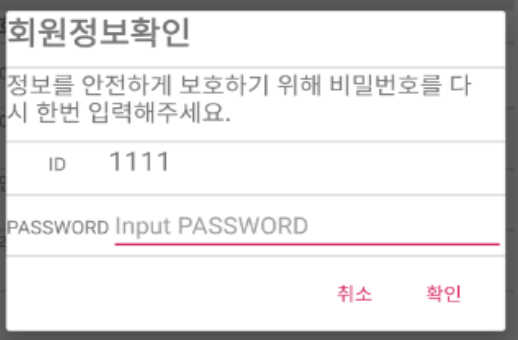 회원정보확인
정보를 안전하게 보호하기 위해 비밀번호를 다
시 한번 입력해주세요.
ID 1111
PASSWORD Input PASSWORD
취소 확인